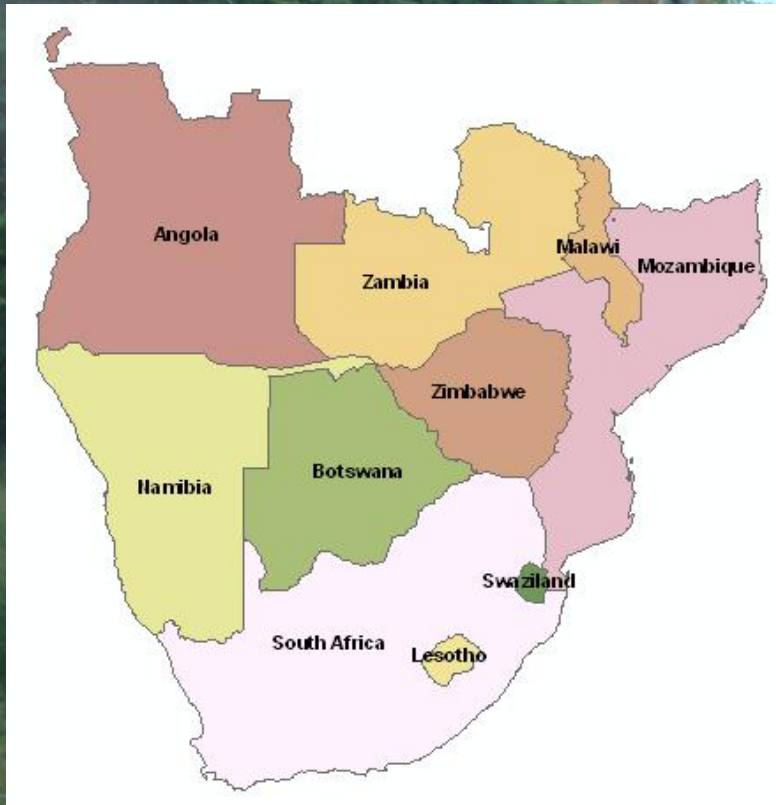 Angola
Malawi
Mozambique
Zambia
Zimbabwe
Botswana
Namibia
Swaziland
South Africa
Lesotho